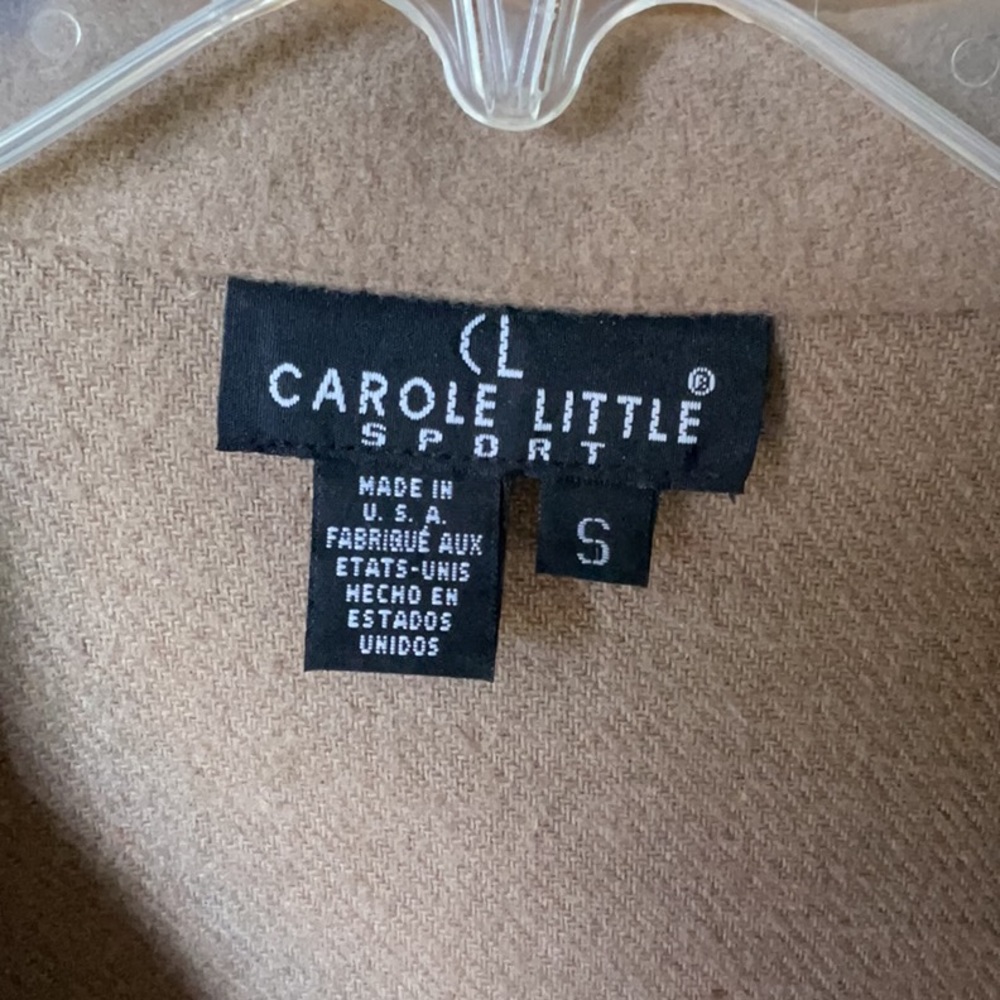 CL
CAROLE LITTLE®
SPORT
MADE IN
U. S. A.
FABRIQUÉ AUX
ETATS-UNIS
HECHO EN
ESTADOS
UNIDOS
S